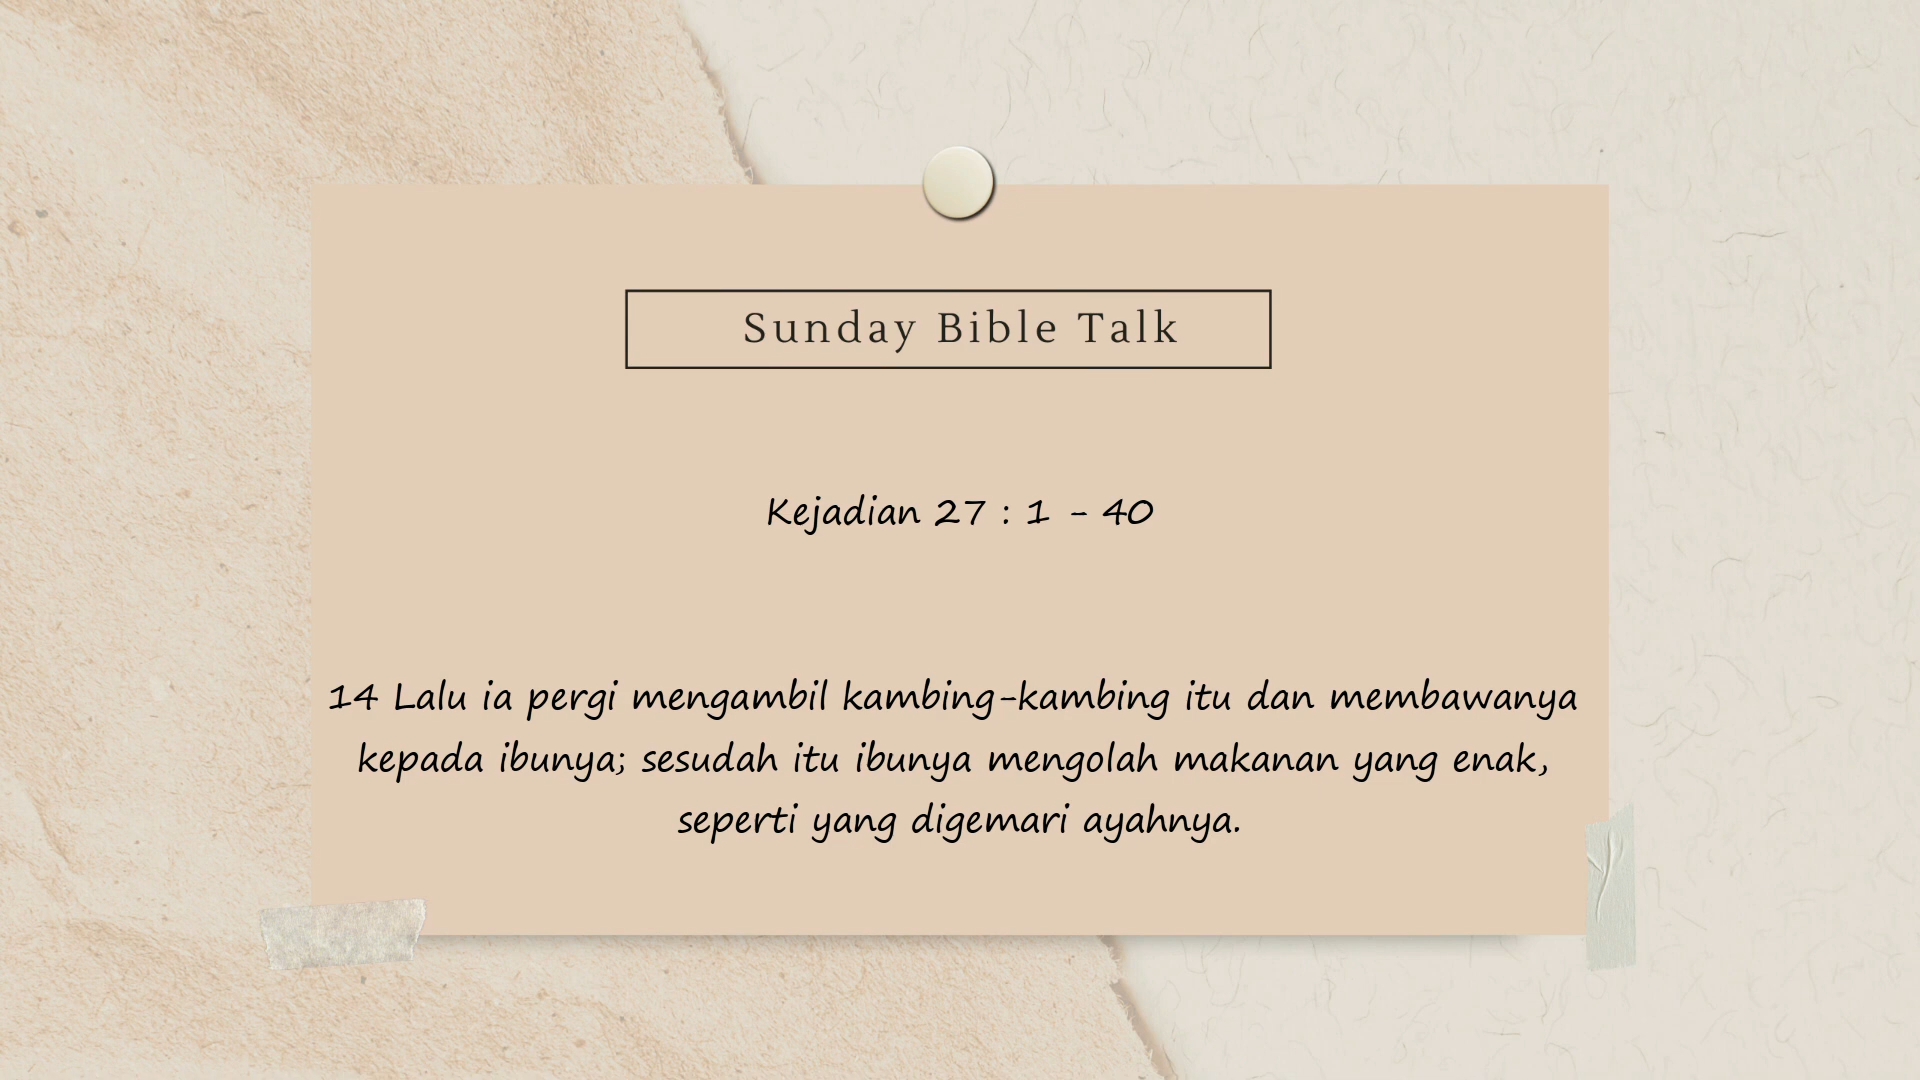 Sunday Bible Talk
Kejadian 27 : 1 - 40
14 Lalu ia pergi mengambil kambing-kambing itu dan membawanya
kepada ibunya; sesudah itu ibunya mengolah makanan yang enak,
seperti yang digemari ayahnya.